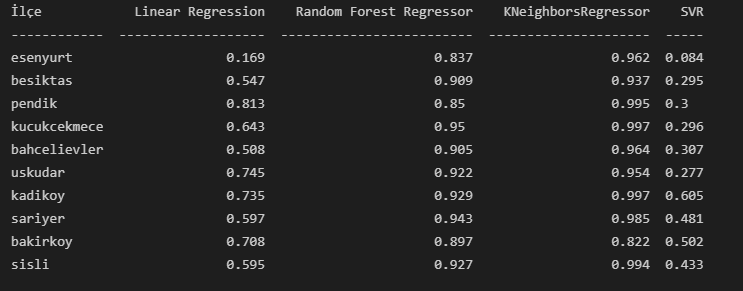 İlçe Linear Regression Random Forest Regressor KNeighborsRegressor SVR
------------ ------------------- ------------------------- --------------------- -----
esenyurt 0.169 0.837 0.962 0.084
besiktas 0.547 0.909 0.937 0.295
pendik 0.813 0.85 0.995 0.3
kucukcekmece 0.643 0.95 0.997 0.296
bahcelievler 0.508 0.905 0.964 0.307
uskudar 0.745 0.922 0.954 0.277
kadikoy 0.735 0.929 0.997 0.605
sariyer 0.597 0.943 0.985 0.481
bakirkoy 0.708 0.897 0.822 0.502
sisli 0.595 0.927 0.994 0.433